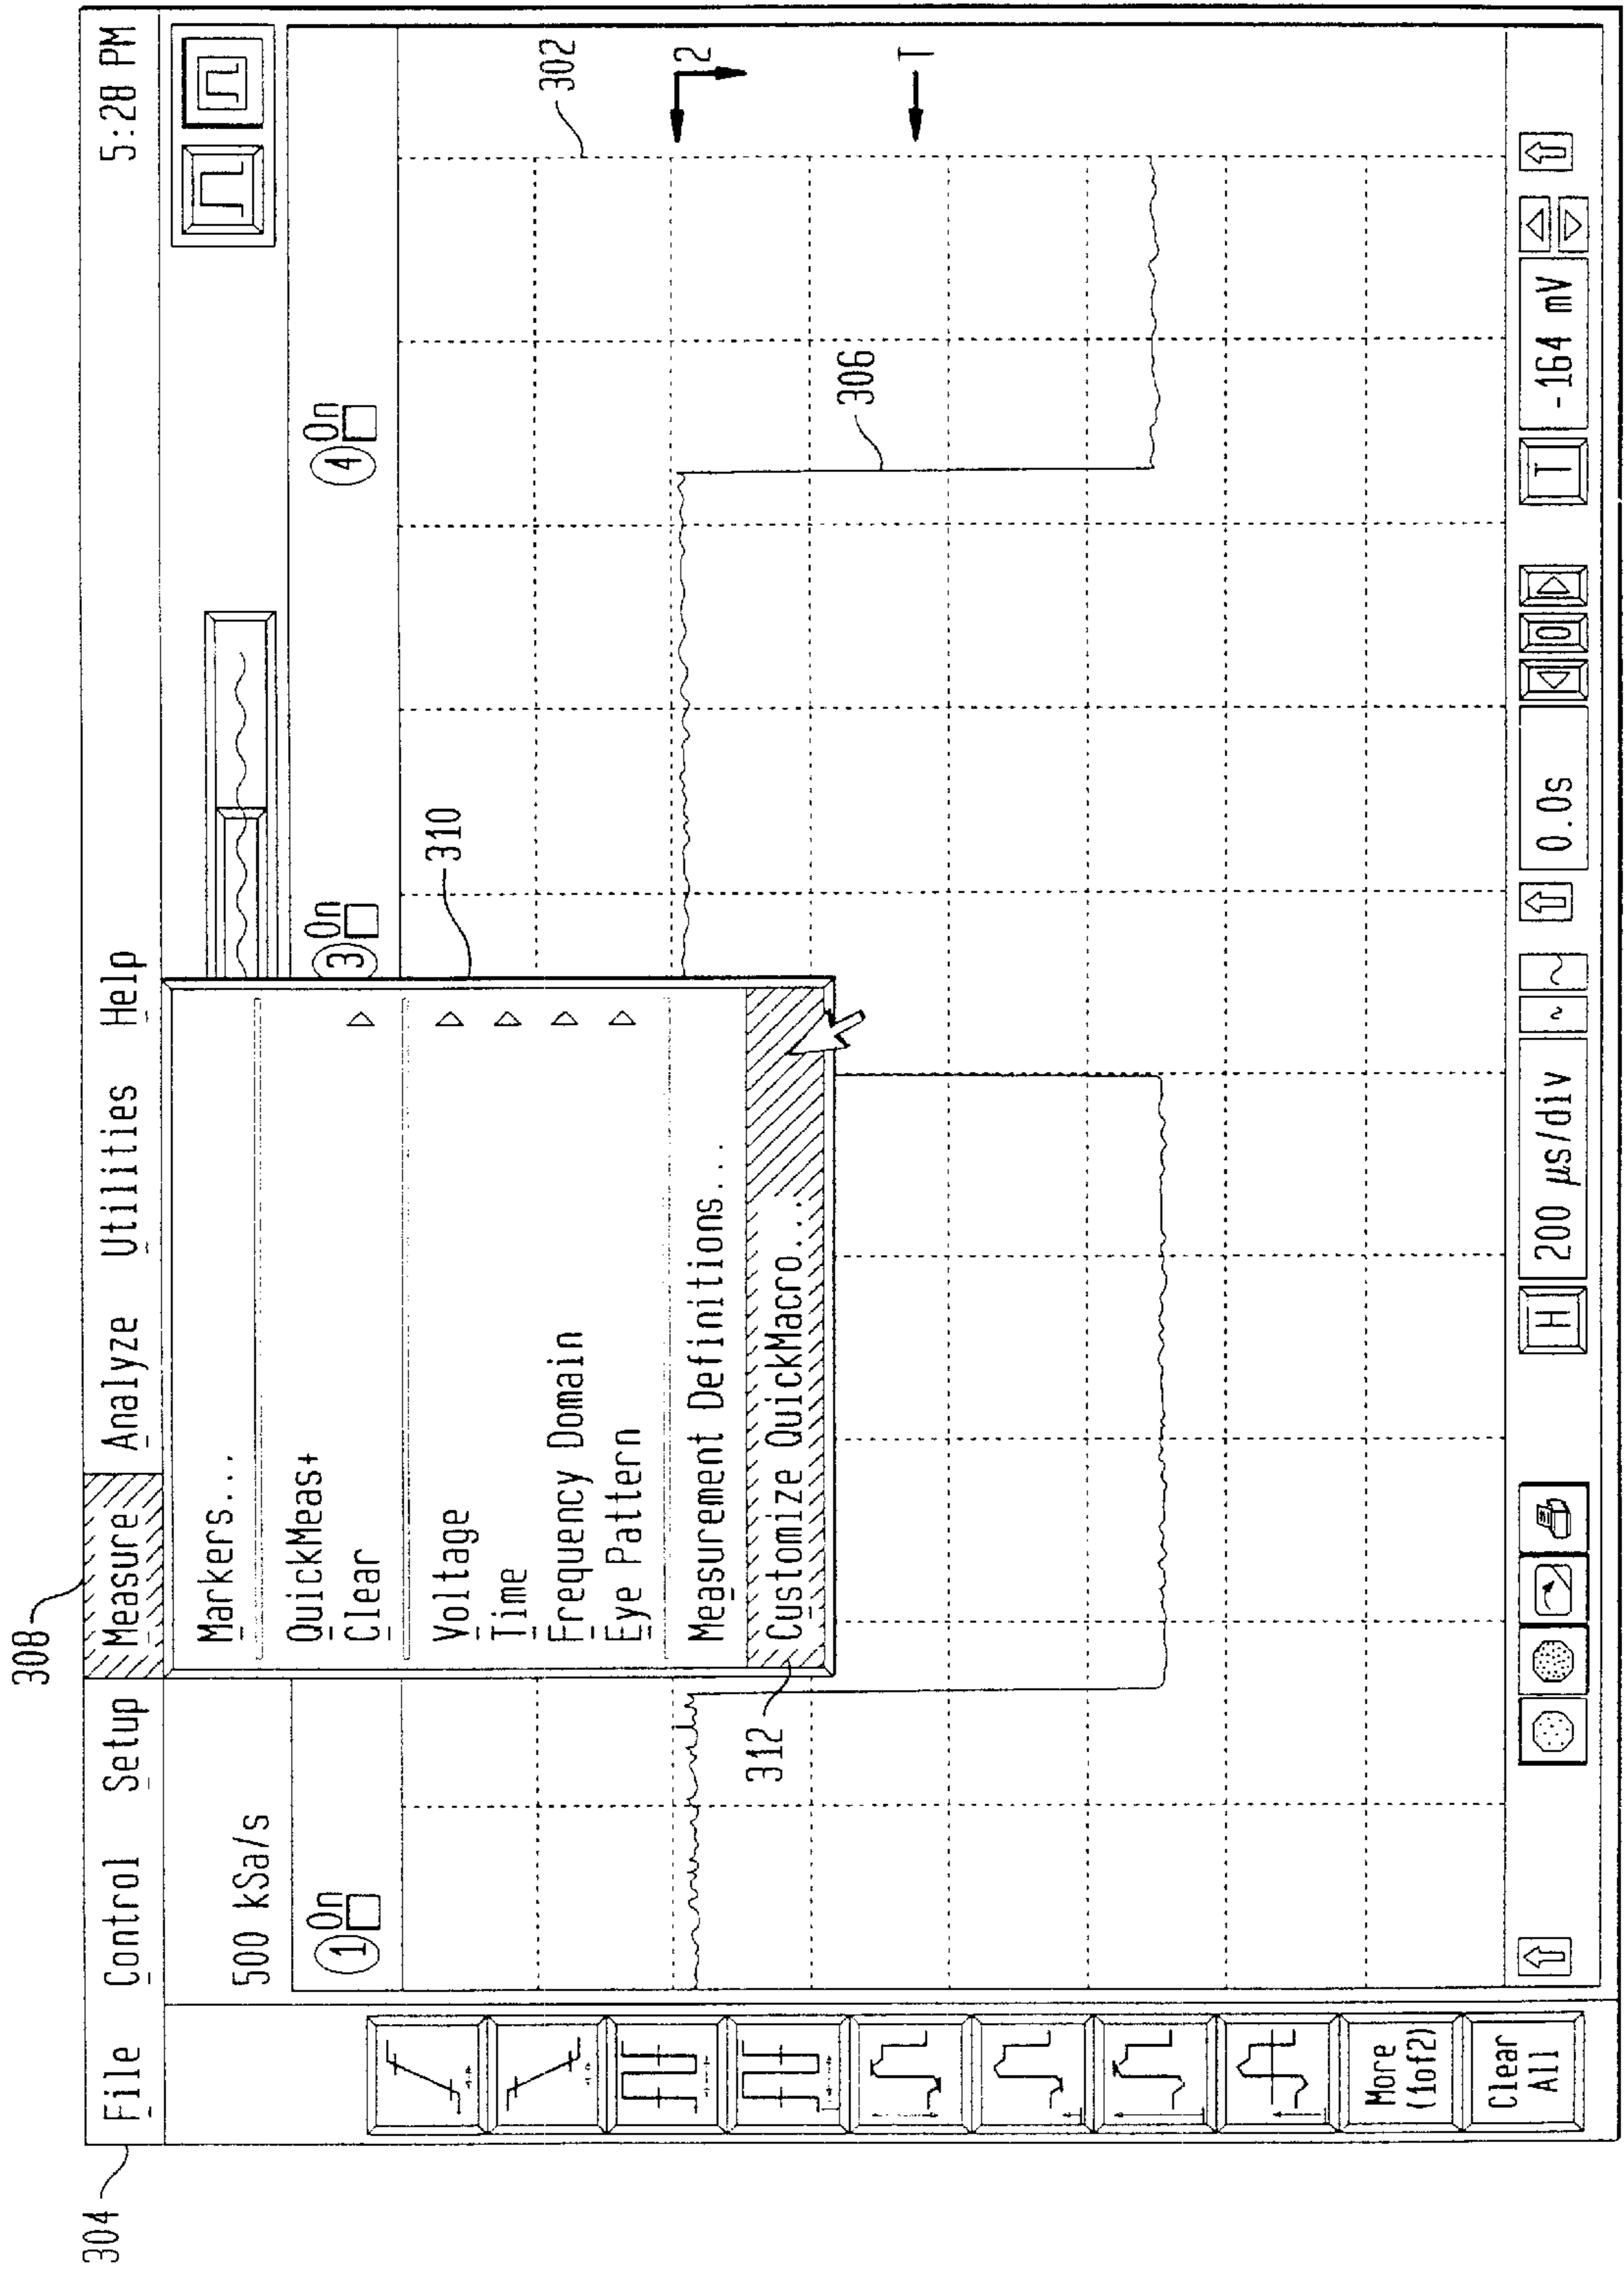 308
304
File Control Setup Measure Analyze Utilities Help 5:28 PM
500 kSa/s
1 On
3 On
4 On
Markers...
QuickMeas+
Clear
Voltage
Time
Frequency Domain
Eye Pattern
Measurement Definitions...
Customize QuickMacro...
310
312
302
2
T
306
More
(1of2)
Clear
All
H 200 µs/div 0.0s 0 T -164 mV